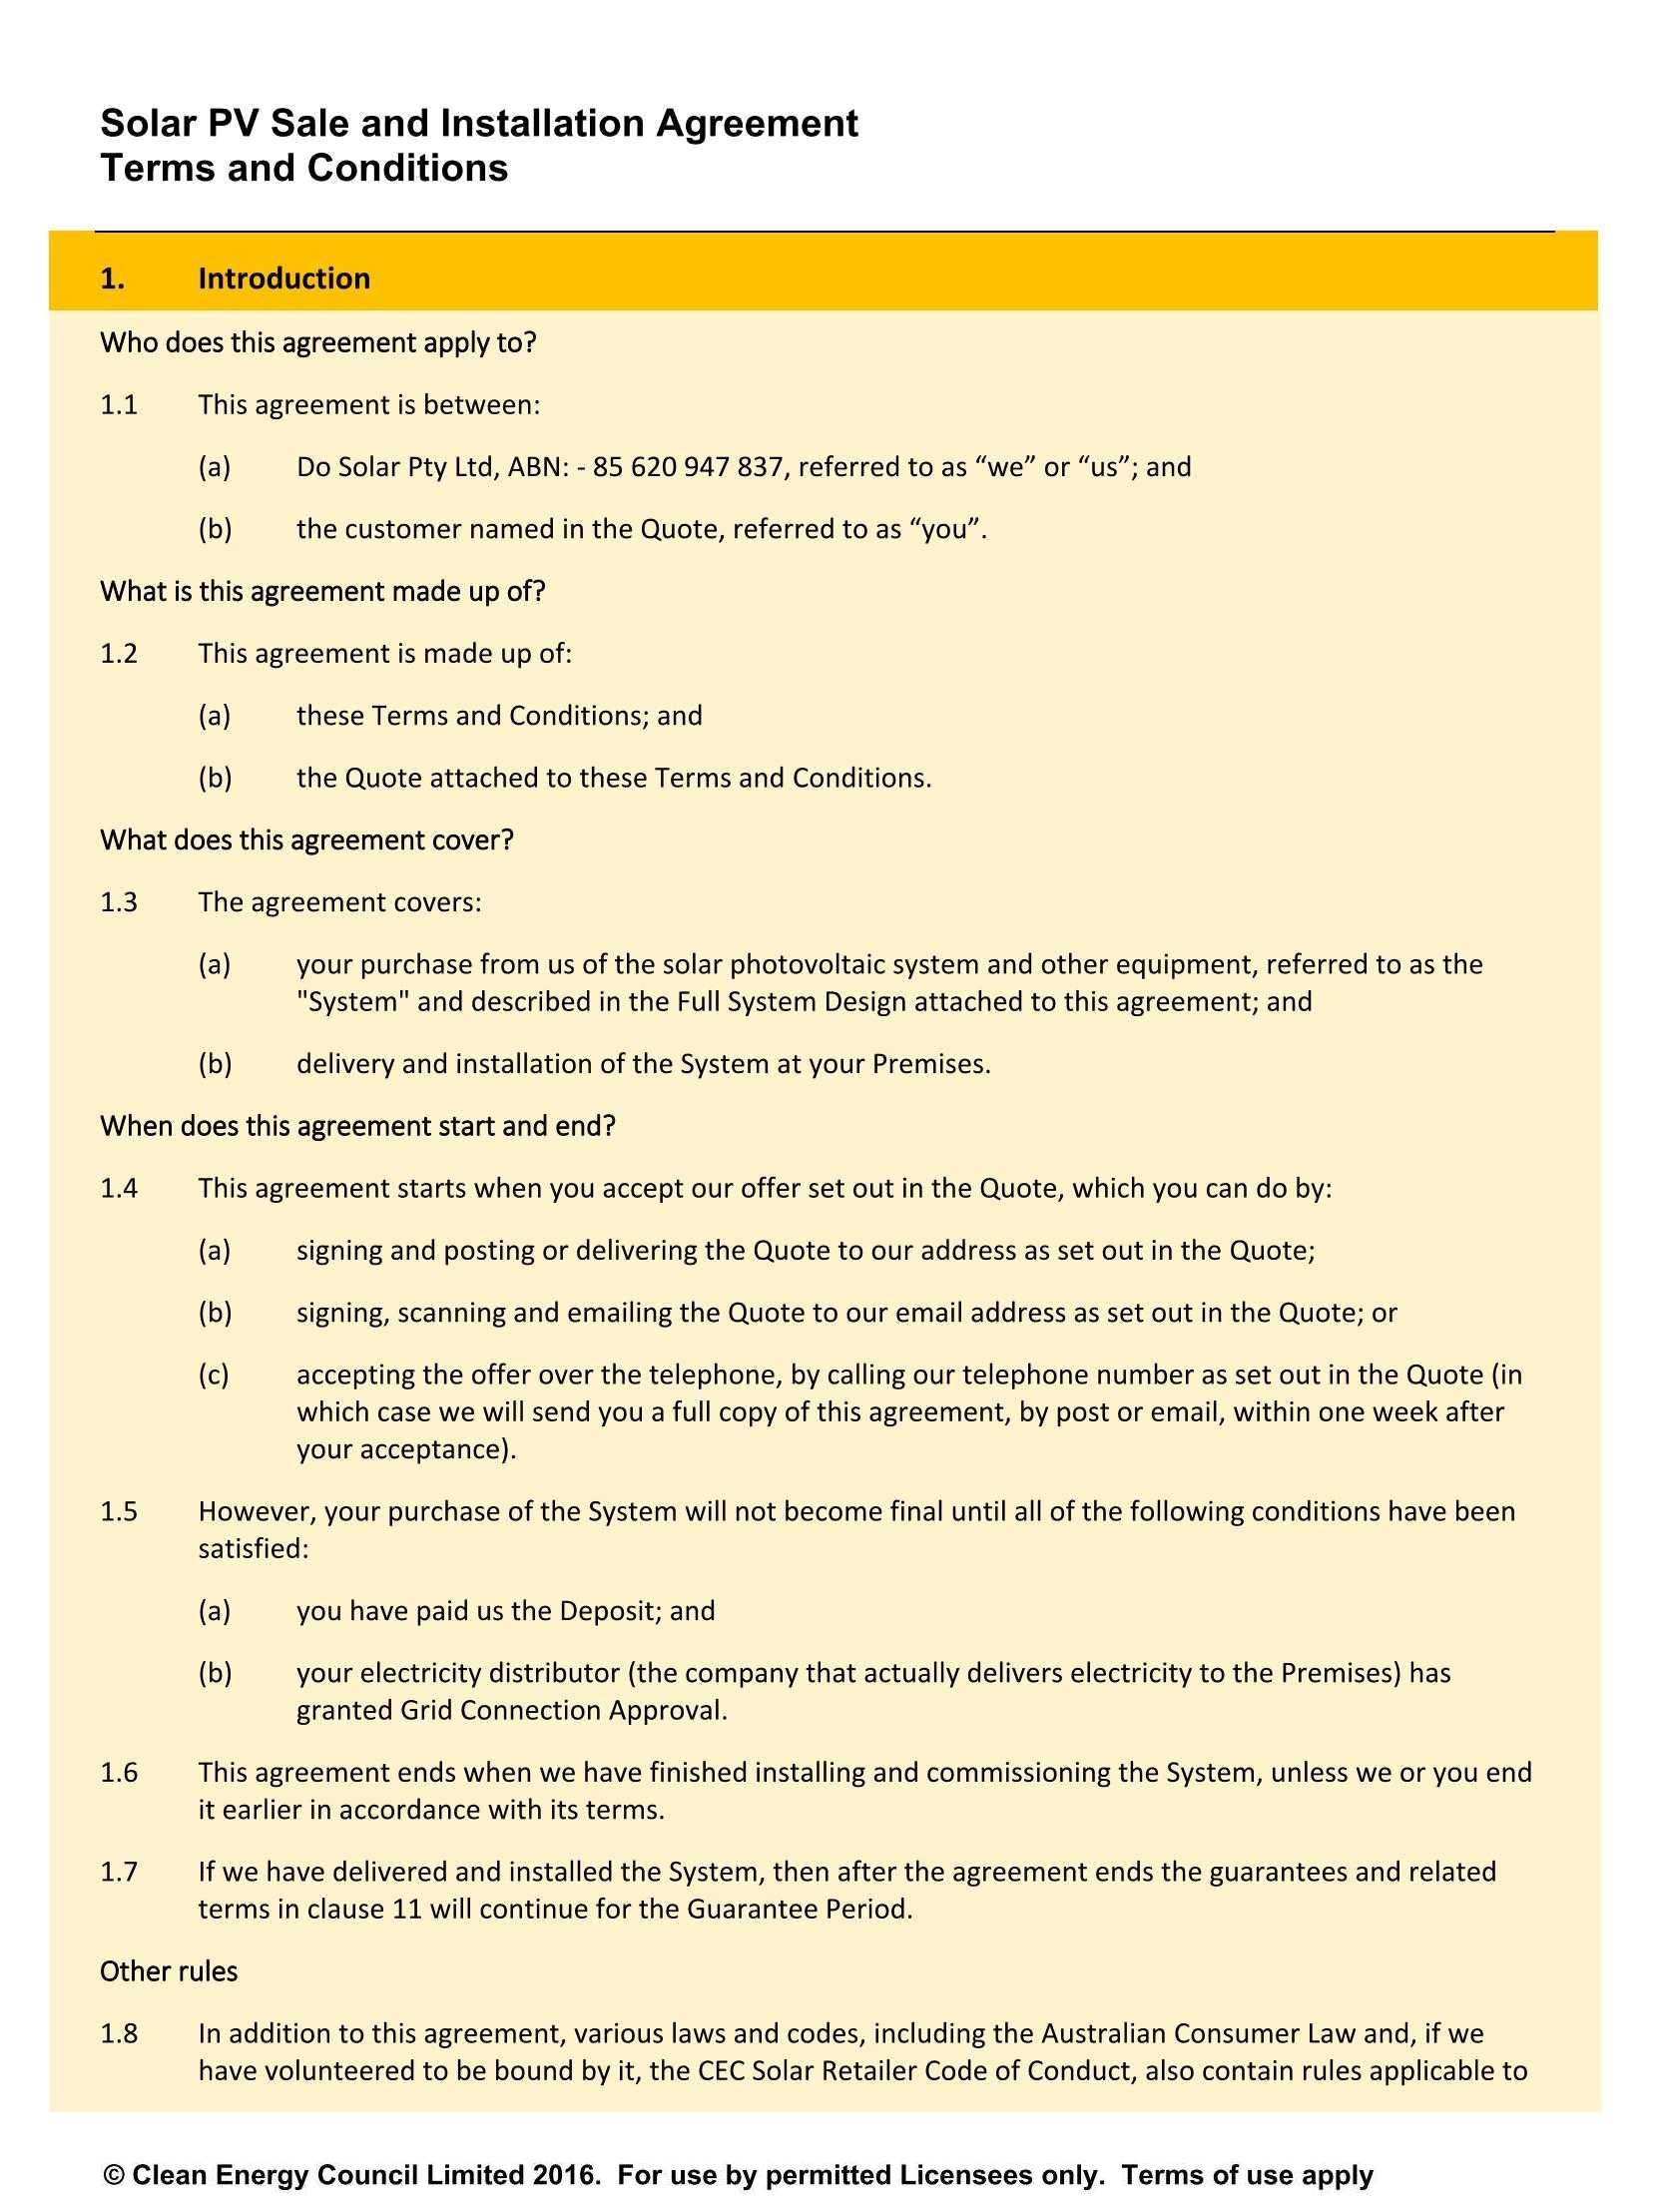 Solar PV Sale and Installation Agreement
Terms and Conditions
1. Introduction
Who does this agreement apply to?
1.1 This agreement is between:
(a) Do Solar Pty Ltd, ABN: - 85 620 947 837, referred to as “we” or “us”; and
(b) the customer named in the Quote, referred to as “you”.
What is this agreement made up of?
1.2 This agreement is made up of:
(a) these Terms and Conditions; and
(b) the Quote attached to these Terms and Conditions.
What does this agreement cover?
1.3 The agreement covers:
(a) your purchase from us of the solar photovoltaic system and other equipment, referred to as the
"System" and described in the Full System Design attached to this agreement; and
(b) delivery and installation of the System at your Premises.
When does this agreement start and end?
1.4 This agreement starts when you accept our offer set out in the Quote, which you can do by:
(a) signing and posting or delivering the Quote to our address as set out in the Quote;
(b) signing, scanning and emailing the Quote to our email address as set out in the Quote; or
(c) accepting the offer over the telephone, by calling our telephone number as set out in the Quote (in
which case we will send you a full copy of this agreement, by post or email, within one week after
your acceptance).
1.5 However, your purchase of the System will not become final until all of the following conditions have been
satisfied:
(a) you have paid us the Deposit; and
(b) your electricity distributor (the company that actually delivers electricity to the Premises) has
granted Grid Connection Approval.
1.6 This agreement ends when we have finished installing and commissioning the System, unless we or you end
it earlier in accordance with its terms.
1.7 If we have delivered and installed the System, then after the agreement ends the guarantees and related
terms in clause 11 will continue for the Guarantee Period.
Other rules
1.8 In addition to this agreement, various laws and codes, including the Australian Consumer Law and, if we
have volunteered to be bound by it, the CEC Solar Retailer Code of Conduct, also contain rules applicable to
© Clean Energy Council Limited 2016. For use by permitted Licensees only. Terms of use apply